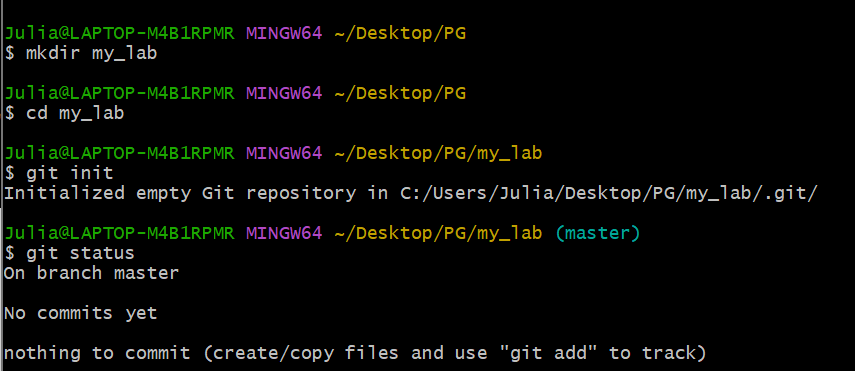 Julia@LAPTOP-M4B1RPMR MINGW64 ~/Desktop/PG
$ mkdir my_lab
Julia@LAPTOP-M4B1RPMR MINGW64 ~/Desktop/PG
$ cd my_lab
Julia@LAPTOP-M4B1RPMR MINGW64 ~/Desktop/PG/my_lab
$ git init
Initialized empty Git repository in C:/Users/Julia/Desktop/PG/my_lab/.git/
Julia@LAPTOP-M4B1RPMR MINGW64 ~/Desktop/PG/my_lab (master)
$ git status
On branch master
No commits yet
nothing to commit (create/copy files and use "git add" to track)